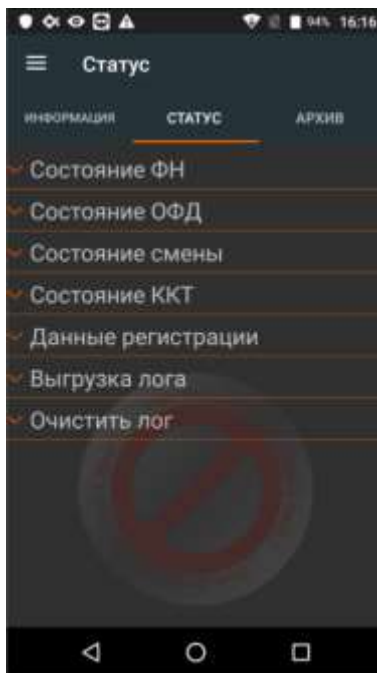 94% 16:16
Статус
ИНФОРМАЦИЯ СТАТУС АРХИВ
Состояние ФН
Состояние ОФД
Состояние смены
Состояние ККТ
Данные регистрации
Выгрузка лога
Очистить лог